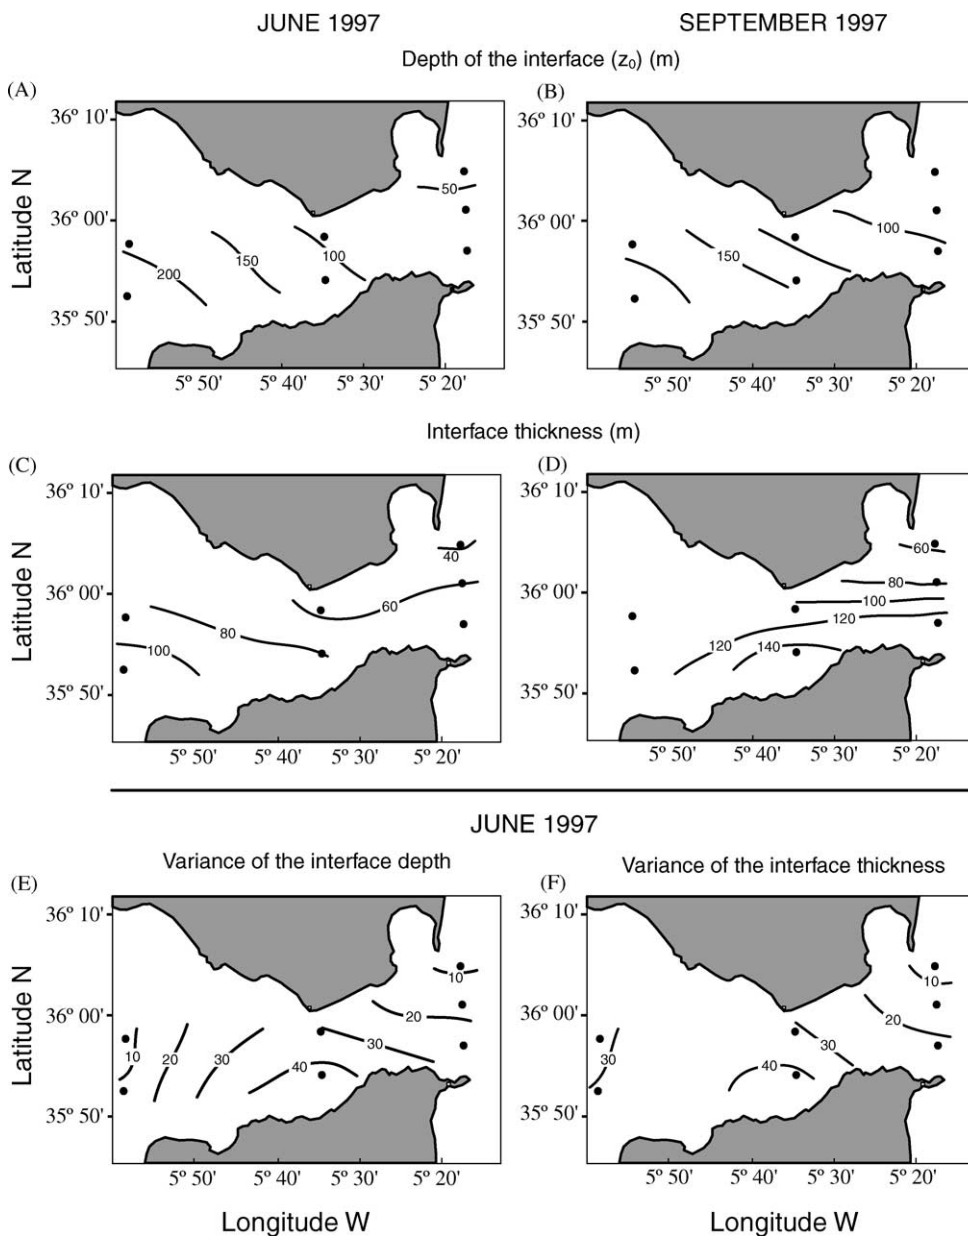 JUNE 1997 SEPTEMBER 1997
Depth of the interface (z₀) (m)
(A) (B)
36º 10' 36º 10'
50
36º 00' 36º 00'
100
100
150 150
200
35º 50' 35º 50'
Latitude N
5º 50' 5º 40' 5º 30' 5º 20' 5º 50' 5º 40' 5º 30' 5º 20'
Interface thickness (m)
(C) (D)
36º 10' 36º 10'
40 60
80
36º 00' 36º 00'
60 100
120
80 120
100 140
35º 50' 35º 50'
Latitude N
5º 50' 5º 40' 5º 30' 5º 20' 5º 50' 5º 40' 5º 30' 5º 20'
JUNE 1997
Variance of the interface depth Variance of the interface thickness
(E) (F)
36º 10' 36º 10'
10 10
20 20
36º 00' 36º 00'
30 30
10 20 30 30
40 40
35º 50' 35º 50'
Latitude N
5º 50' 5º 40' 5º 30' 5º 20' 5º 50' 5º 40' 5º 30' 5º 20'
Longitude W Longitude W